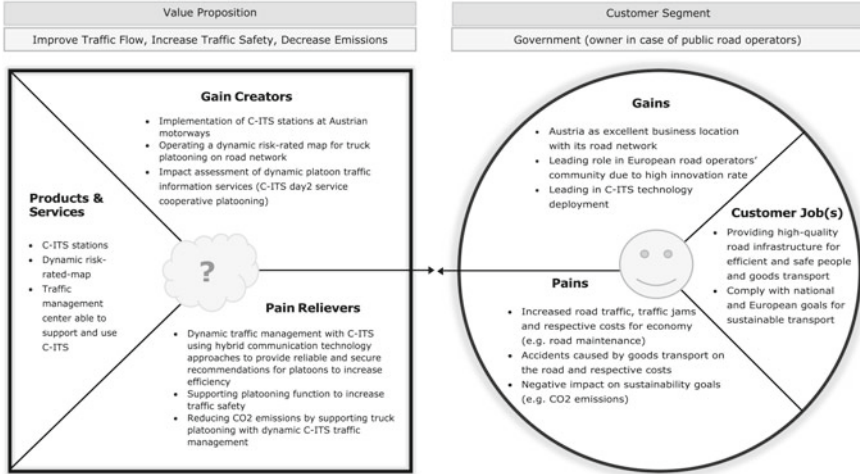 Value Proposition
Improve Traffic Flow, Increase Traffic Safety, Decrease Emissions
Gain Creators
• Implementation of C-ITS stations at Austrian
motorways
• Operating a dynamic risk-rated map for truck
platooning on road network
• Impact assessment of dynamic platoon traffic
information services (C-ITS day2 service
cooperative platooning)
Products &
Services
• C-ITS stations
• Dynamic risk-
rated-map
• Traffic
management
center able to
support and use
C-ITS
?
Pain Relievers
• Dynamic traffic management with C-ITS
using hybrid communication technology
approaches to provide reliable and secure
recommendations for platoons to increase
efficiency
• Supporting platooning function to increase
traffic safety
• Reducing CO2 emissions by supporting truck
platooning with dynamic C-ITS traffic
management
Customer Segment
Government (owner in case of public road operators)
Gains
• Austria as excellent business location
with its road network
• Leading role in European road operators'
community due to high innovation rate
• Leading in C-ITS technology
deployment
Customer Job(s)
• Providing high-quality
road infrastructure for
efficient and safe people
and goods transport
• Comply with national
and European goals for
sustainable transport
Pains
• Increased road traffic, traffic jams
and respective costs for economy
(e.g. road maintenance)
• Accidents caused by goods transport on
the road and respective costs
• Negative impact on sustainability goals
(e.g. CO2 emissions)